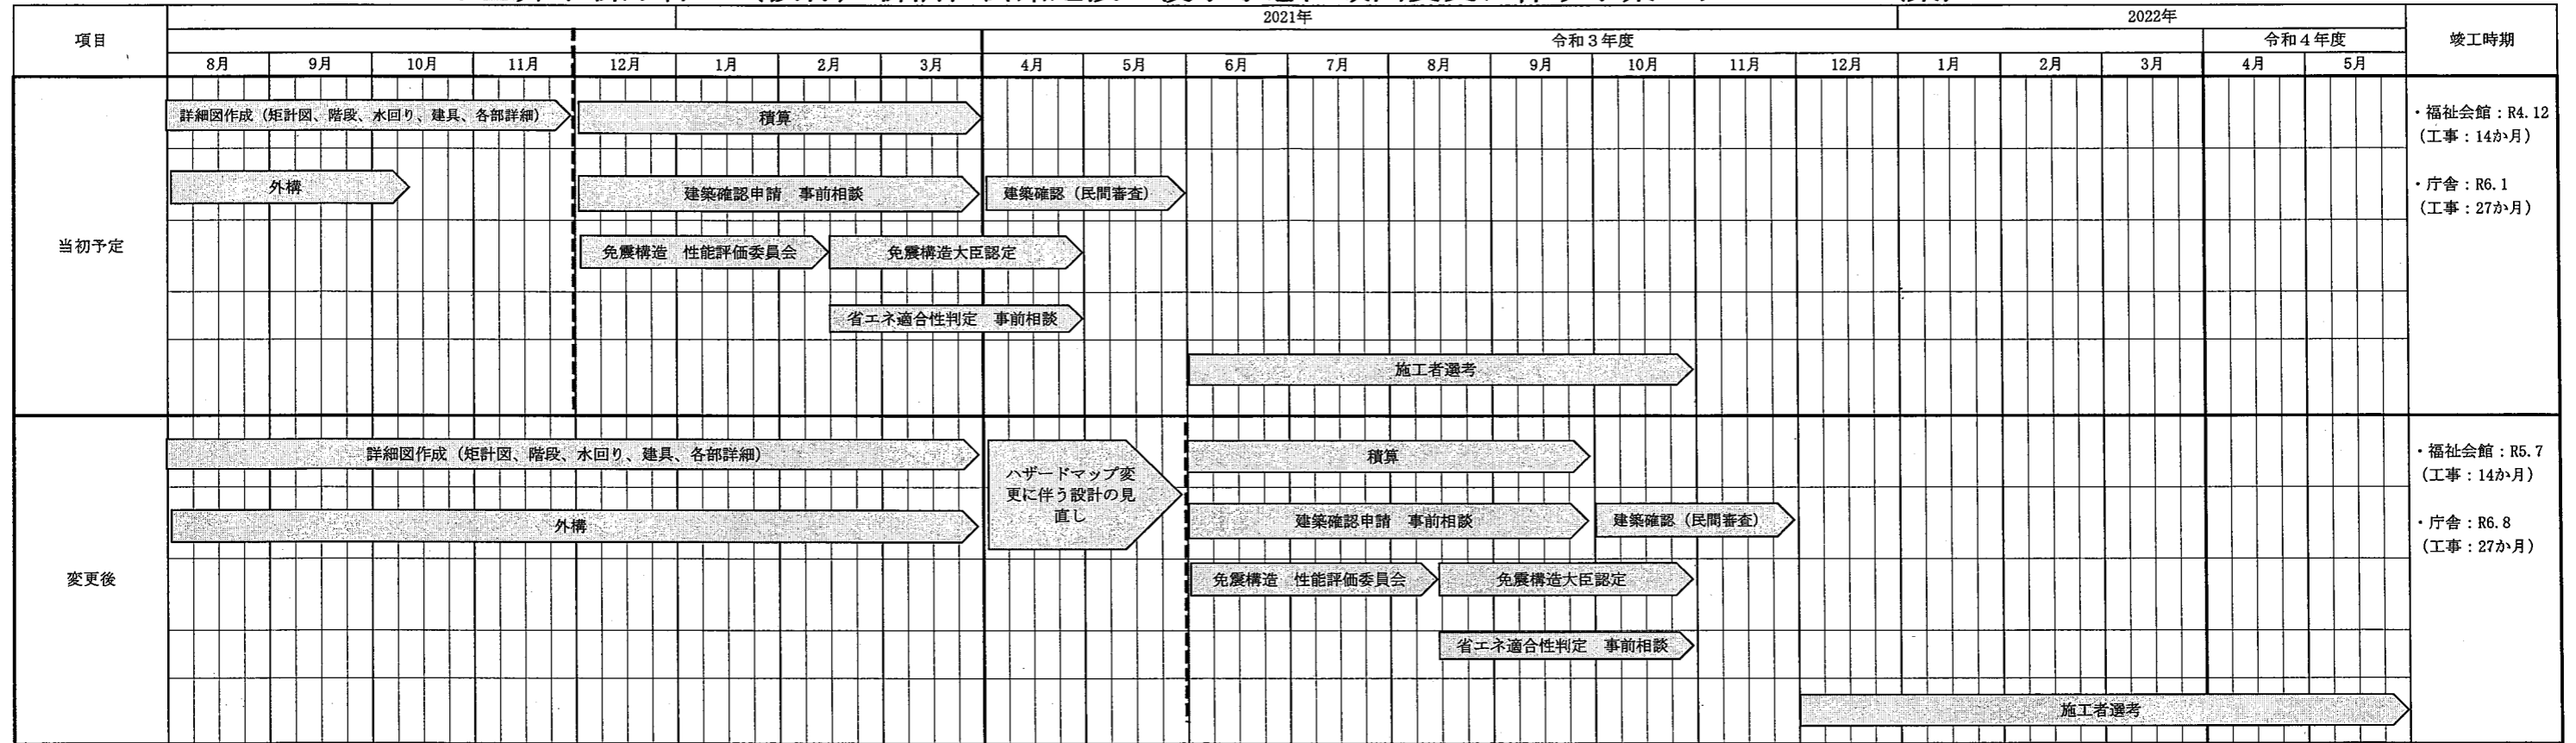 2021年
2022年
項目
令和３年度
令和４年度
竣工時期
8月
9月
10月
11月
12月
1月
2月
3月
4月
5月
6月
7月
8月
9月
10月
11月
12月
1月
2月
3月
4月
5月
当初予定
詳細図作成（矩計図、階段、水回り、建具、各部詳細）
積算
外構
建築確認申請　事前相談
建築確認（民間審査）
免震構造　性能評価委員会
免震構造大臣認定
省エネ適合性判定　事前相談
施工者選考
・福祉会館：R4.12
（工事：14か月）
・庁舎：R6.1
（工事：27か月）
変更後
詳細図作成（矩計図、階段、水回り、建具、各部詳細）
ハザードマップ変
更に伴う設計の見
直し
積算
外構
建築確認申請　事前相談
建築確認（民間審査）
免震構造　性能評価委員会
免震構造大臣認定
省エネ適合性判定　事前相談
施工者選考
・福祉会館：R5.7
（工事：14か月）
・庁舎：R6.8
（工事：27か月）